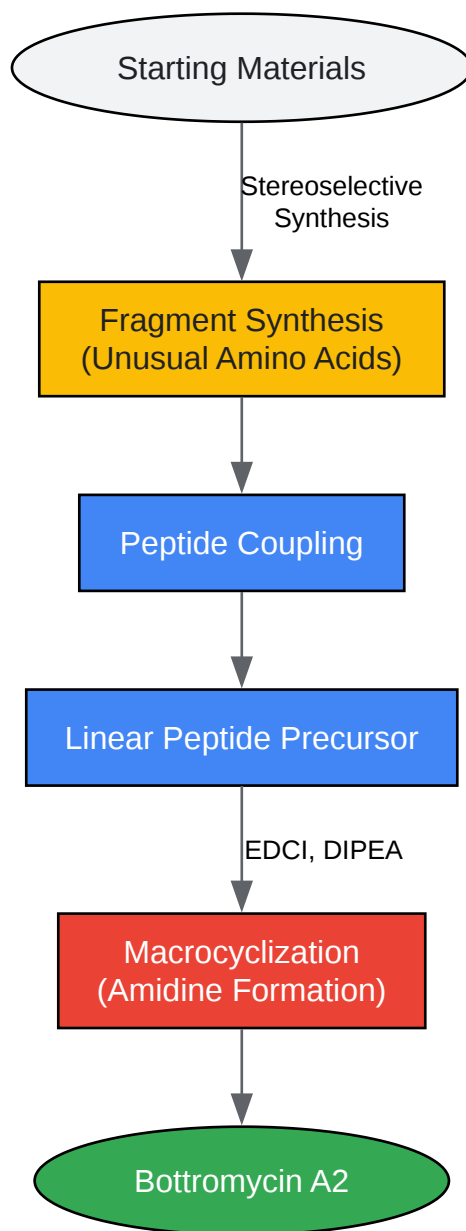 Starting Materials
Stereoselective
Synthesis
Fragment Synthesis
(Unusual Amino Acids)
Peptide Coupling
Linear Peptide Precursor
EDCI, DIPEA
Macrocyclization
(Amidine Formation)
Bottromycin A2